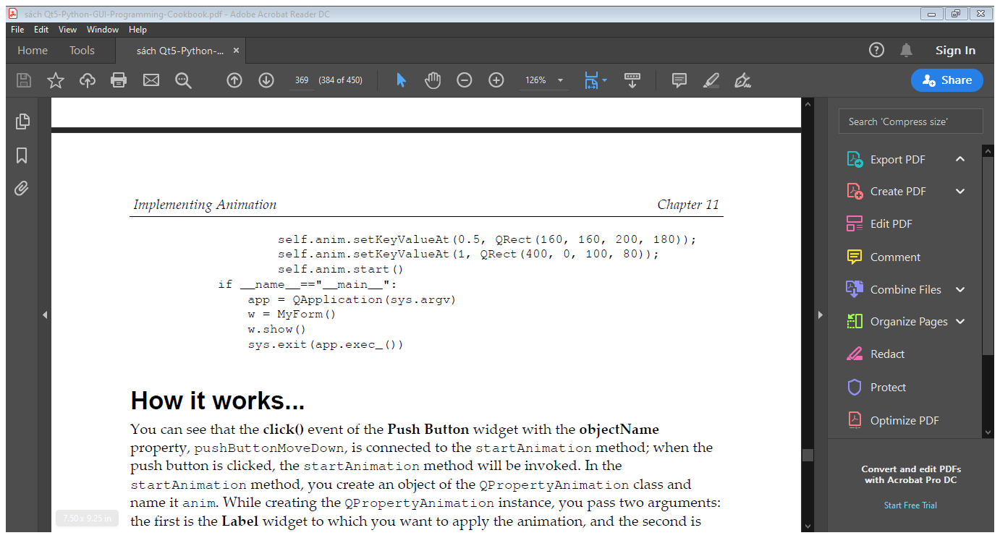 sách Qt5-Python-GUI-Programming-Cookbook.pdf - Adobe Acrobat Reader DC
File Edit View Window Help
Home Tools sách Qt5-Python-... × ? Sign In
369 (384 of 450) 126% Share
Search 'Compress size'
Export PDF
Create PDF
Edit PDF
Comment
Combine Files
Organize Pages
Redact
Protect
Optimize PDF
Convert and edit PDFs
with Acrobat Pro DC
Start Free Trial
Implementing Animation Chapter 11
self.anim.setKeyValueAt(0.5, QRect(160, 160, 200, 180));
self.anim.setKeyValueAt(1, QRect(400, 0, 100, 80));
self.anim.start()
if __name__=="__main__":
app = QApplication(sys.argv)
w = MyForm()
w.show()
sys.exit(app.exec_())
How it works...
You can see that the click() event of the Push Button widget with the objectName
property, pushButtonMoveDown, is connected to the startAnimation method; when the
push button is clicked, the startAnimation method will be invoked. In the
startAnimation method, you create an object of the QPropertyAnimation class and
name it anim. While creating the QPropertyAnimation instance, you pass two arguments:
the first is the Label widget to which you want to apply the animation, and the second is
7.50 x 9.25 in